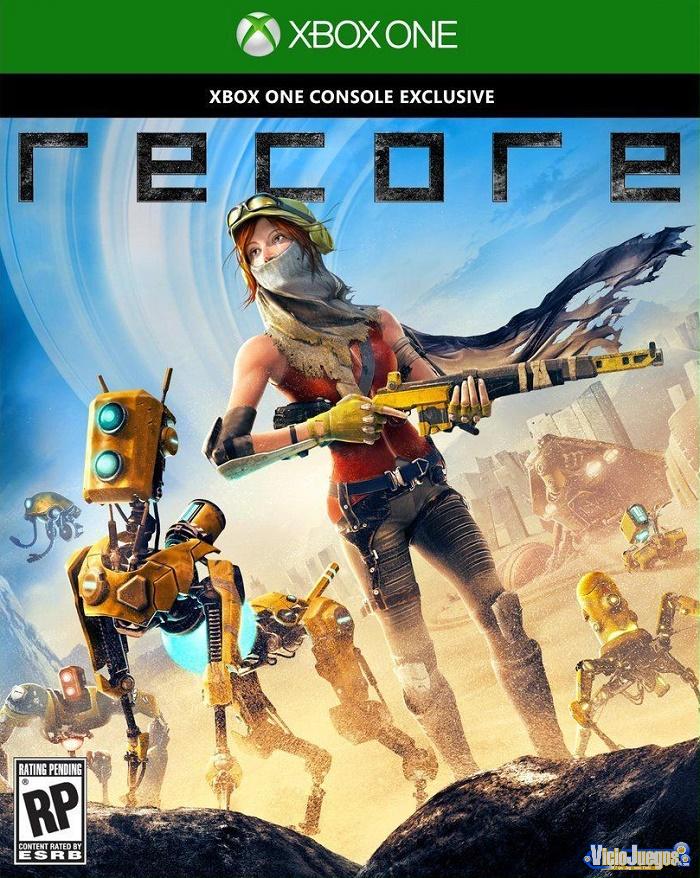 XBOX ONE
XBOX ONE CONSOLE EXCLUSIVE
recore
RATING PENDING
RP
CONTENT RATED BY
ESRB
VicioJuegos